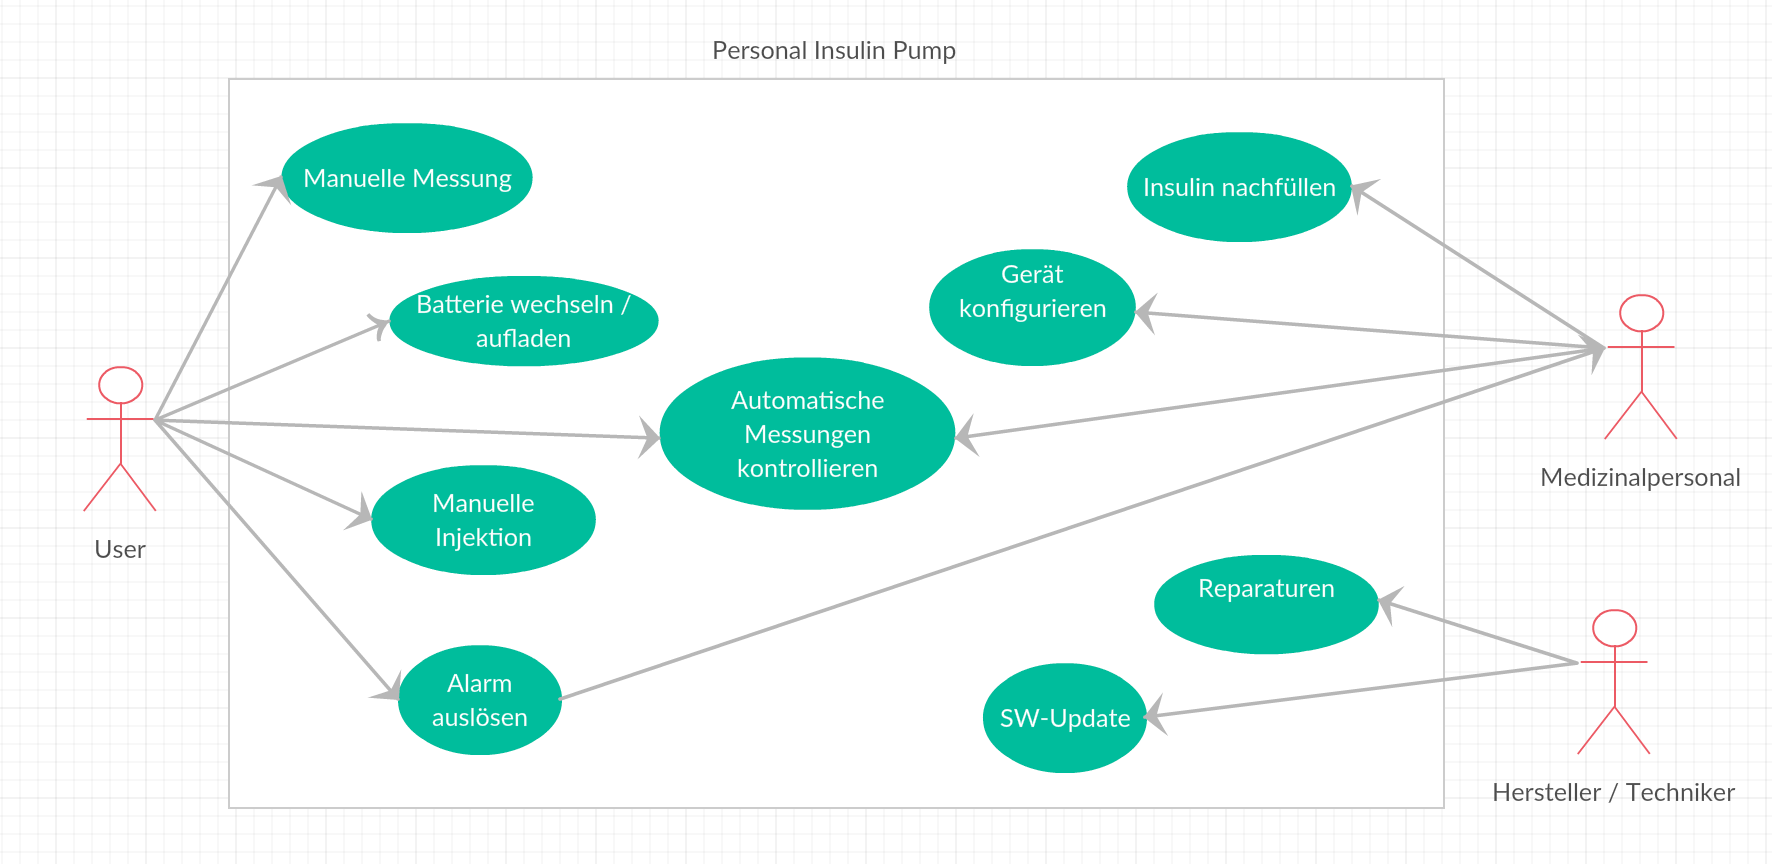 Personal Insulin Pump
Manuelle Messung
Insulin nachfüllen
Gerät
konfigurieren
Batterie wechseln /
aufladen
Automatische
Messungen
kontrollieren
Manuelle
Injektion
User
Medizinalpersonal
Reparaturen
Alarm
auslösen
SW-Update
Hersteller / Techniker